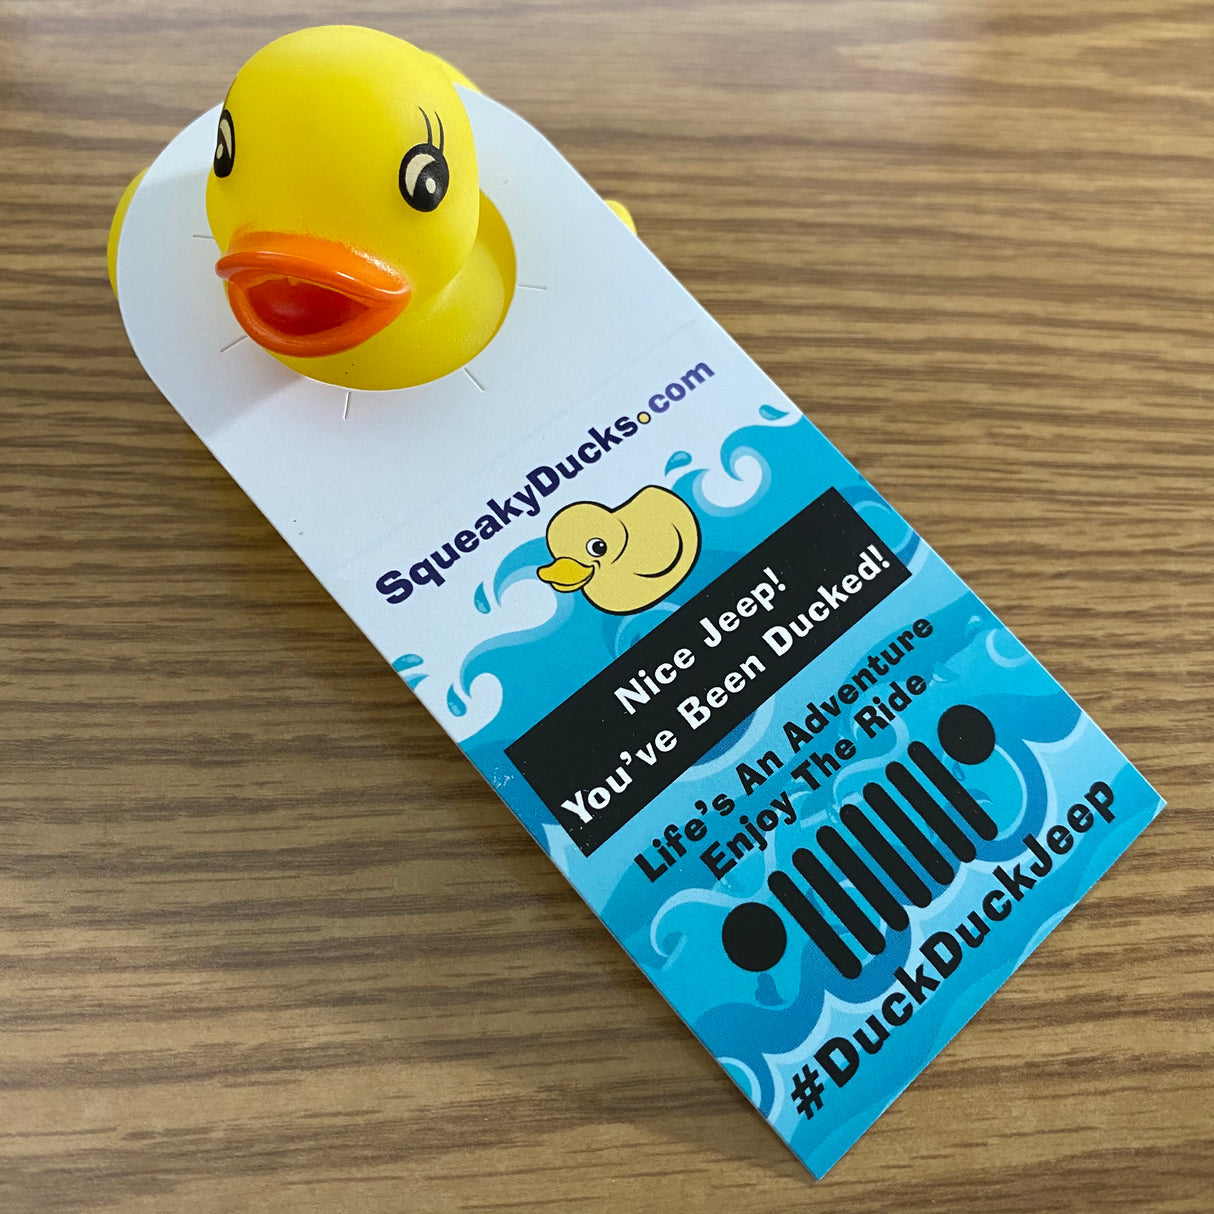 SqueakyDucks.com
Nice Jeep!
You've Been Ducked!
Life's An Adventure
Enjoy The Ride
#DuckDuckJeep